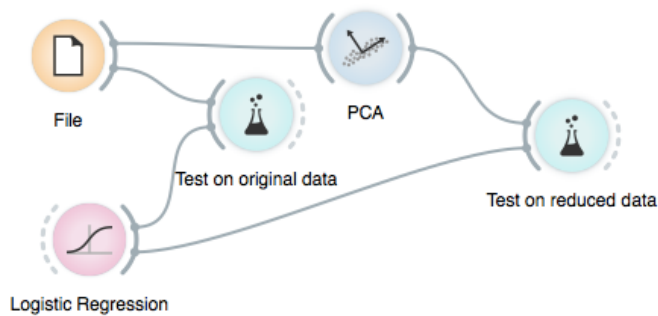 File
PCA
Test on original data
Test on reduced data
Logistic Regression